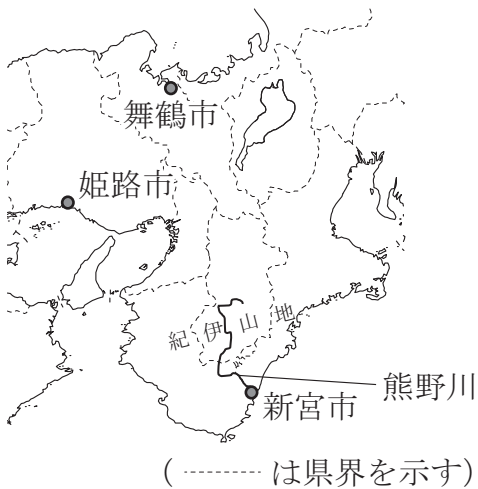 舞鶴市
姫路市
紀伊山地
熊野川
新宮市
( -------- は県界を示す)